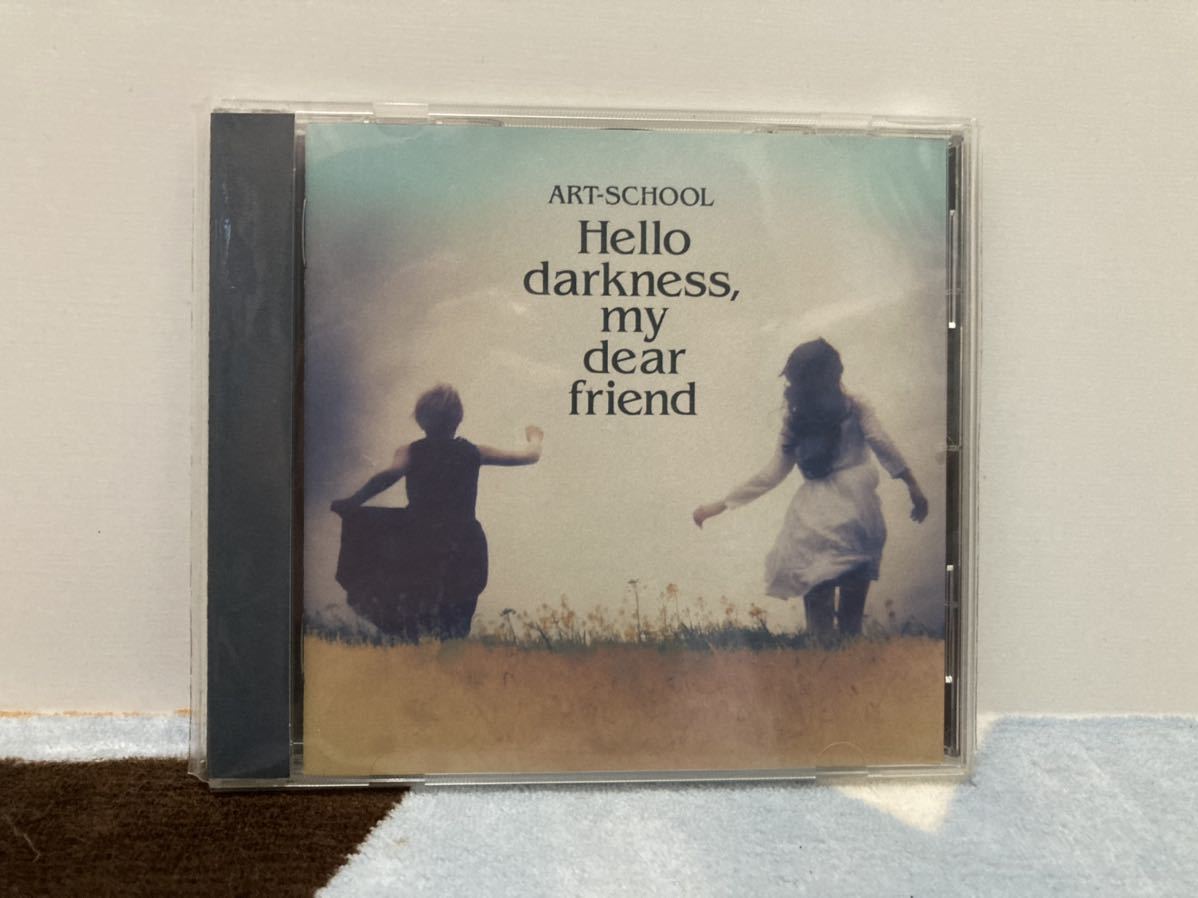 ART-SCHOOL
Hello
darkness,
my
dear
friend